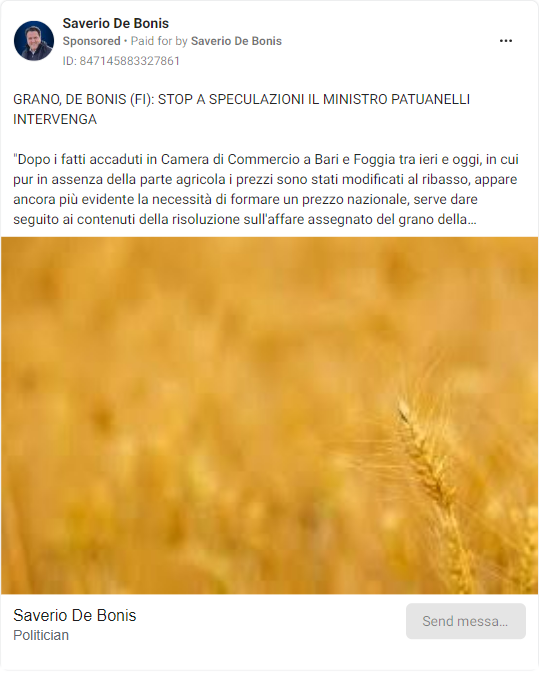 Saverio De Bonis
Sponsored • Paid for by Saverio De Bonis
ID: 847145883327861
GRANO, DE BONIS (FI): STOP A SPECULAZIONI IL MINISTRO PATUANELLI
INTERVENGA
"Dopo i fatti accaduti in Camera di Commercio a Bari e Foggia tra ieri e oggi, in cui
pur in assenza della parte agricola i prezzi sono stati modificati al ribasso, appare
ancora più evidente la necessità di formare un prezzo nazionale, serve dare
seguito ai contenuti della risoluzione sull'affare assegnato del grano della...
Saverio De Bonis
Politician
Send messa...